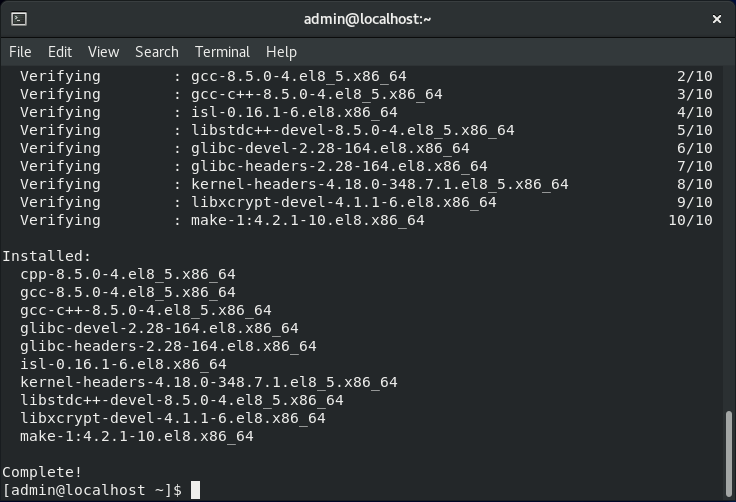 admin@localhost:~
File Edit View Search Terminal Help
Verifying : gcc-8.5.0-4.el8_5.x86_64 2/10
Verifying : gcc-c++-8.5.0-4.el8_5.x86_64 3/10
Verifying : isl-0.16.1-6.el8.x86_64 4/10
Verifying : libstdc++-devel-8.5.0-4.el8_5.x86_64 5/10
Verifying : glibc-devel-2.28-164.el8.x86_64 6/10
Verifying : glibc-headers-2.28-164.el8.x86_64 7/10
Verifying : kernel-headers-4.18.0-348.7.1.el8_5.x86_64 8/10
Verifying : libxcrypt-devel-4.1.1-6.el8.x86_64 9/10
Verifying : make-1:4.2.1-10.el8.x86_64 10/10
Installed:
cpp-8.5.0-4.el8_5.x86_64
gcc-8.5.0-4.el8_5.x86_64
gcc-c++-8.5.0-4.el8_5.x86_64
glibc-devel-2.28-164.el8.x86_64
glibc-headers-2.28-164.el8.x86_64
isl-0.16.1-6.el8.x86_64
kernel-headers-4.18.0-348.7.1.el8_5.x86_64
libstdc++-devel-8.5.0-4.el8_5.x86_64
libxcrypt-devel-4.1.1-6.el8.x86_64
make-1:4.2.1-10.el8.x86_64
Complete!
[admin@localhost ~]$